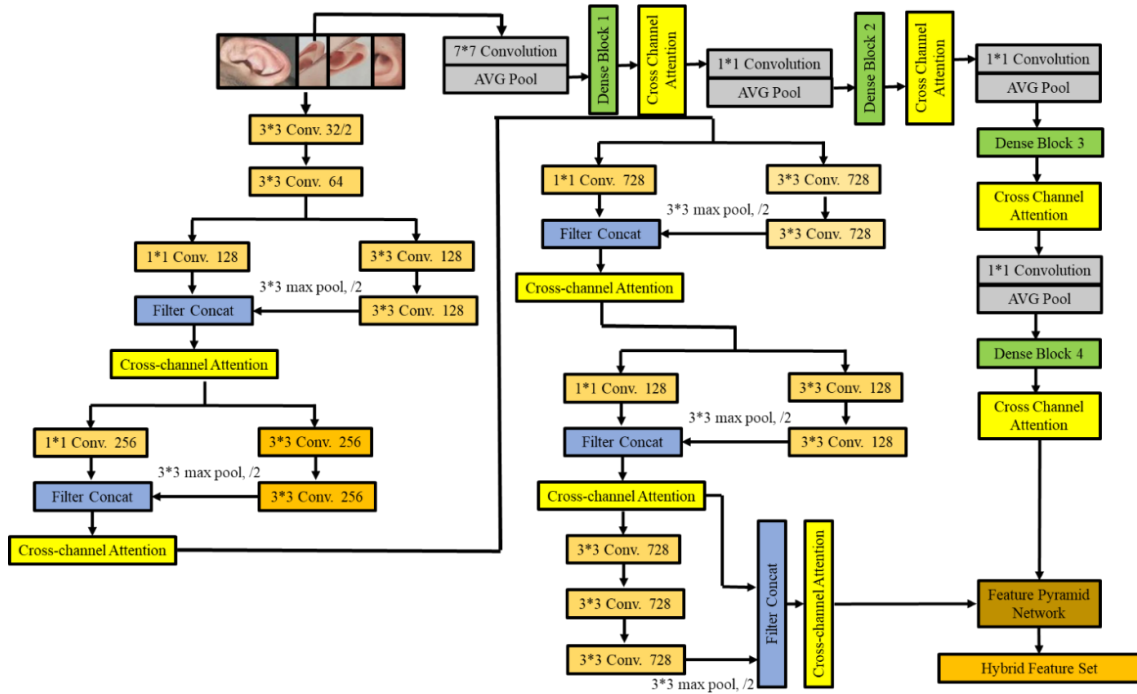 7*7 Convolution
AVG Pool
Dense Block 1
Cross Channel
Attention
1*1 Convolution
AVG Pool
Dense Block 2
Cross Channel
Attention
1*1 Convolution
AVG Pool
Dense Block 3
Cross Channel
Attention
1*1 Convolution
AVG Pool
Dense Block 4
Cross Channel
Attention
3*3 Conv. 32/2
3*3 Conv. 64
1*1 Conv. 128
3*3 Conv. 128
3*3 max pool, /2
Filter Concat
3*3 Conv. 128
Cross-channel Attention
1*1 Conv. 256
3*3 Conv. 256
3*3 max pool, /2
Filter Concat
3*3 Conv. 256
Cross-channel Attention
1*1 Conv. 728
3*3 Conv. 728
3*3 max pool, /2
Filter Concat
3*3 Conv. 728
Cross-channel Attention
1*1 Conv. 128
3*3 Conv. 128
3*3 max pool, /2
Filter Concat
3*3 Conv. 128
Cross-channel Attention
3*3 Conv. 728
3*3 Conv. 728
3*3 Conv. 728
3*3 max pool, /2
Filter Concat
Cross-channel Attention
Feature Pyramid
Network
Hybrid Feature Set